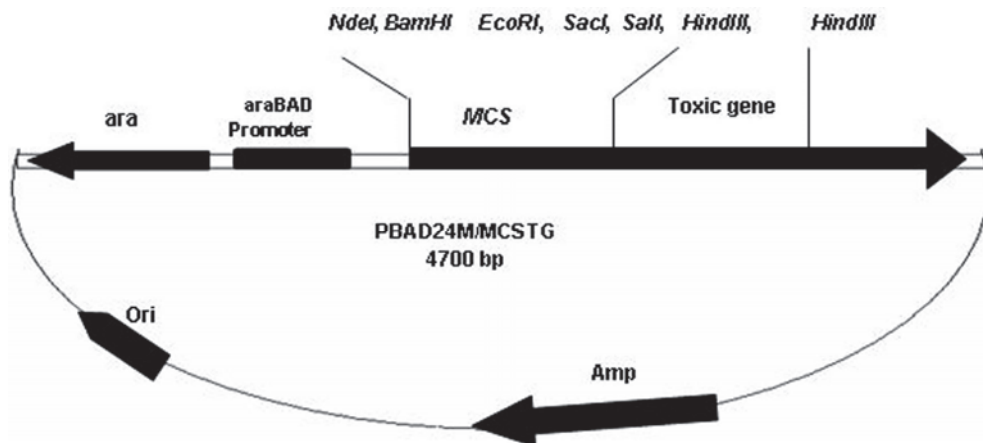 NdeI, BamHI EcoRI, SacI, SalI, HindIII, HindIII
araBAD
Promoter
ara
MCS
Toxic gene
PBAD24M/MCSTG
4700 bp
Ori
Amp